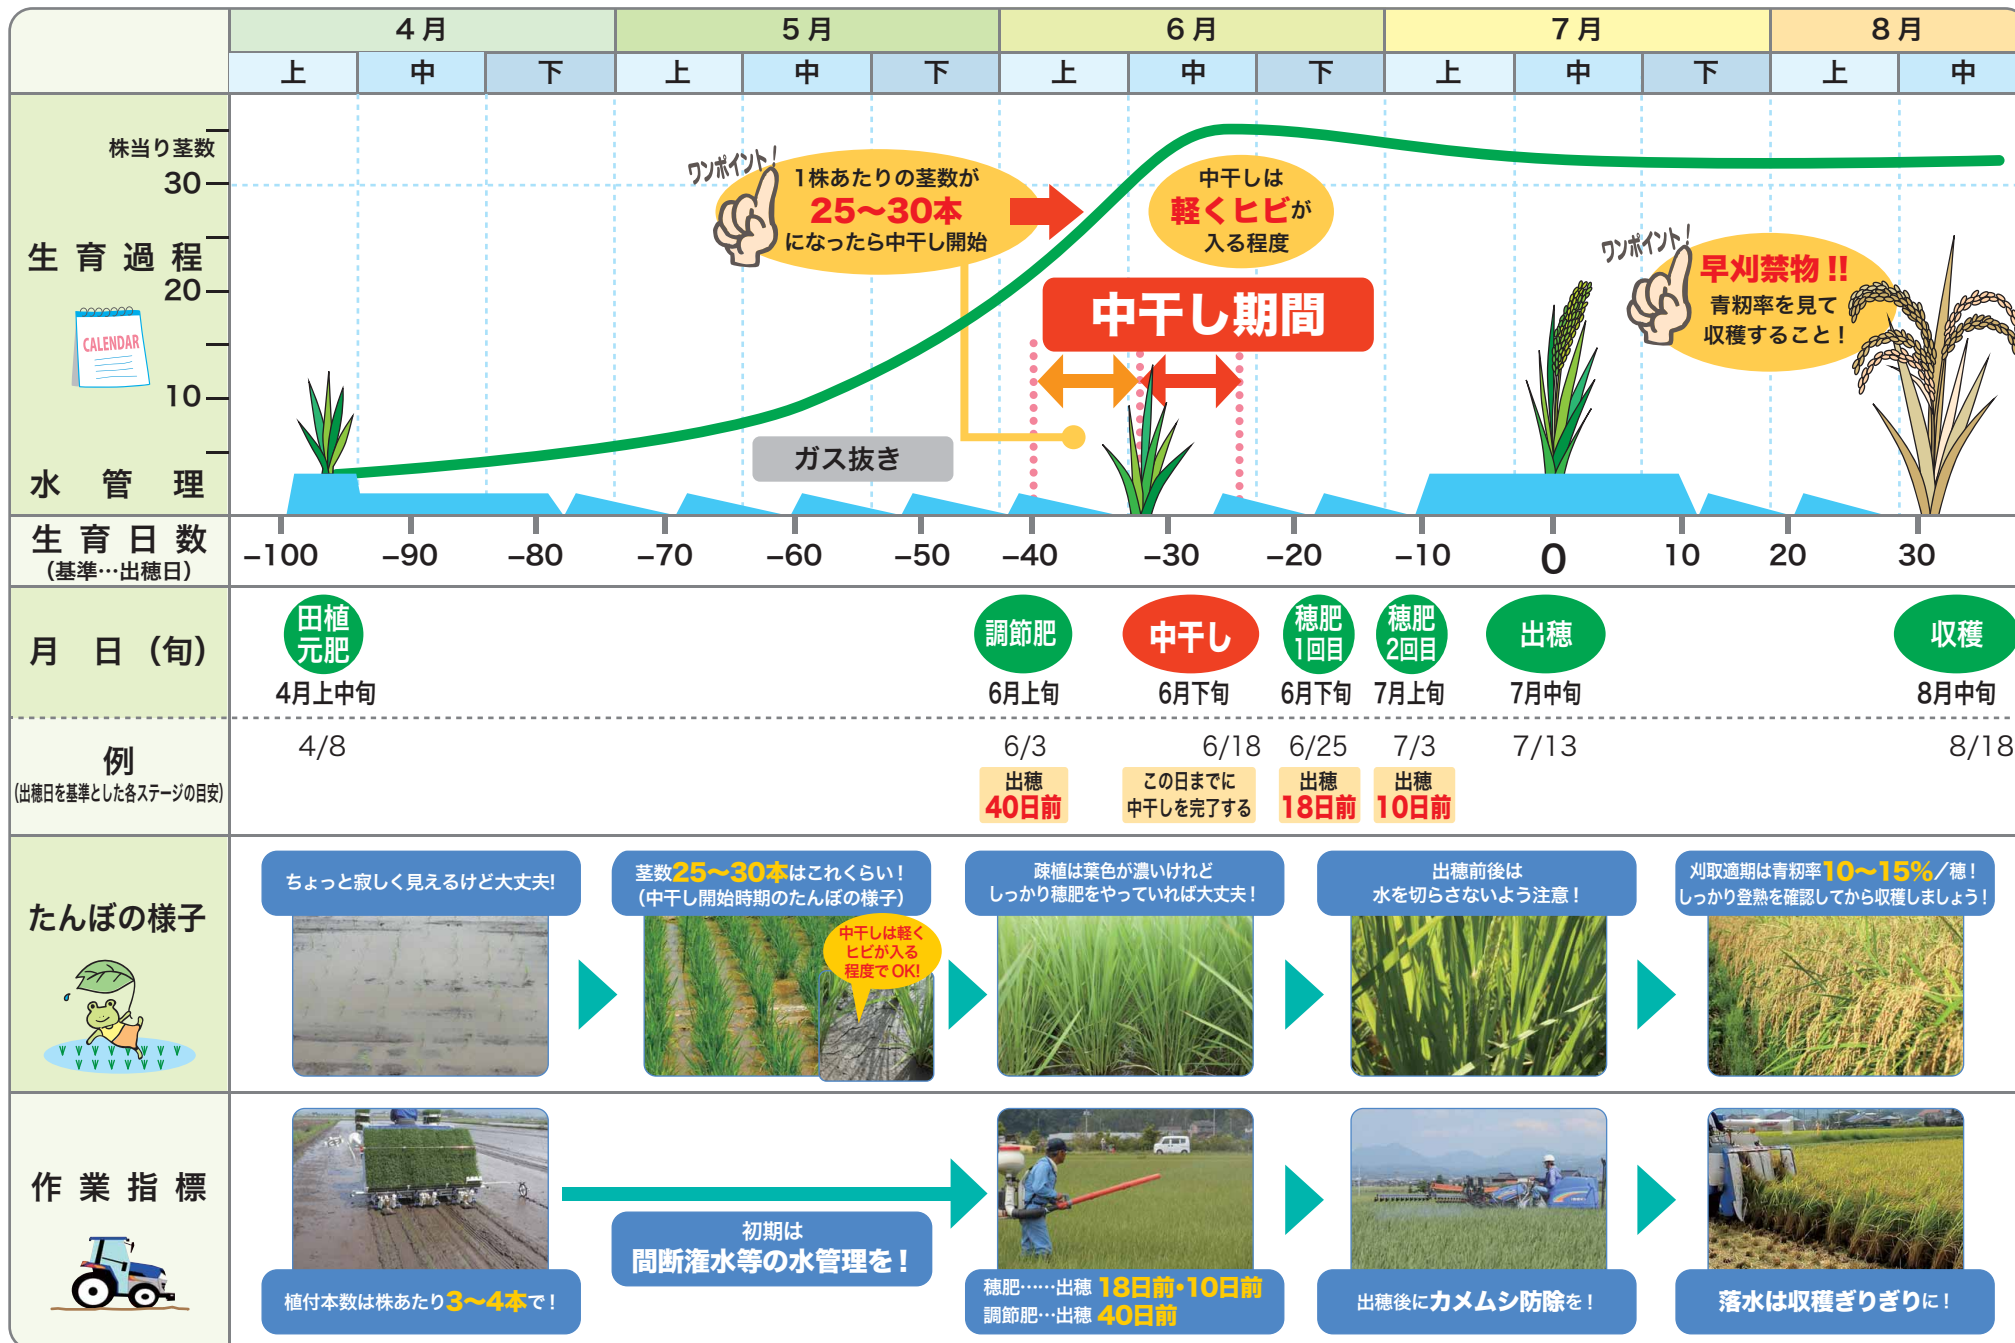 4月 5月 6月 7月 8月
上 中 下 上 中 下 上 中 下 上 中 下 上 中
株当り茎数
30
20
10
生育過程
CALENDAR
水管理
ワンポイント!
1株あたりの茎数が
25〜30本
になったら中干し開始
中干しは
軽くヒビが
入る程度
中干し期間
ガス抜き
ワンポイント!
早刈禁物!!
青籾率を見て
収穫すること!
生育日数
(基準…出穂日)
−100 −90 −80 −70 −60 −50 −40 −30 −20 −10 0 10 20 30
月日(旬)
田植
元肥
4月上中旬
調節肥
6月上旬
中干し
6月下旬
穂肥
1回目
6月下旬
穂肥
2回目
7月上旬
出穂
7月中旬
収穫
8月中旬
例
(出穂日を基準とした各ステージの目安)
4/8
6/3
出穂
40日前
6/18
この日までに
中干しを完了する
6/25
出穂
18日前
7/3
出穂
10日前
7/13
8/18
たんぼの様子
ちょっと寂しく見えるけど大丈夫!
茎数25〜30本はこれくらい!
(中干し開始時期のたんぼの様子)
中干しは軽く
ヒビが入る
程度でOK!
疎植は葉色が濃いけれど
しっかり穂肥をやっていれば大丈夫!
出穂前後は
水を切らさないよう注意!
刈取適期は青籾率10〜15%/穂!
しっかり登熟を確認してから収穫しましょう!
作業指標
植付本数は株あたり3〜4本で!
初期は
間断潅水等の水管理を!
穂肥……出穂 18日前・10日前
調節肥…出穂 40日前
出穂後にカメムシ防除を!
落水は収穫ぎりぎりに!